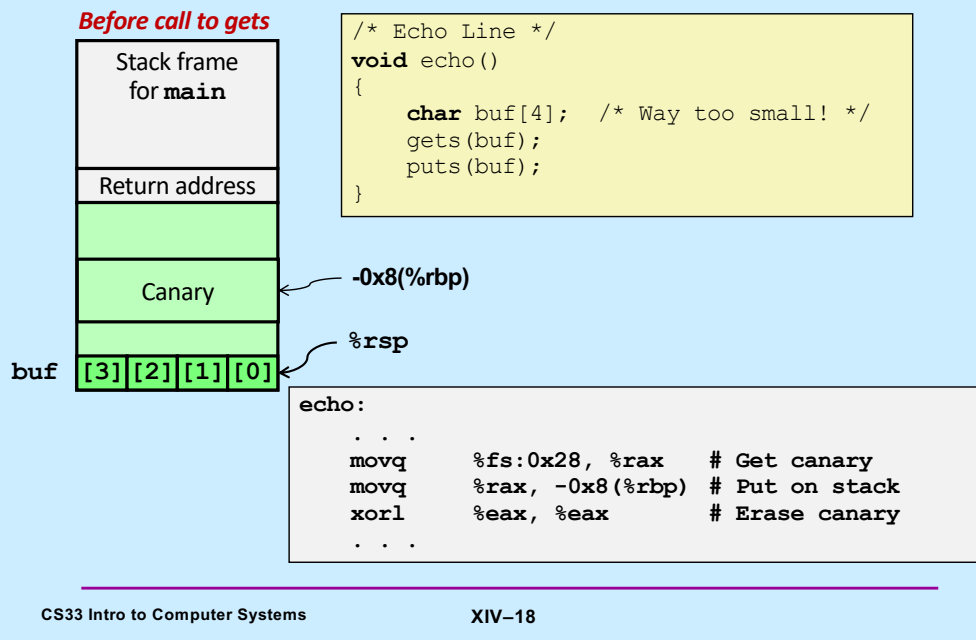 Before call to gets
Stack frame
for main
Return address
Canary
-0x8(%rbp)
%rsp
buf [3] [2] [1] [0]
/* Echo Line */
void echo()
{
    char buf[4];  /* Way too small! */
    gets(buf);
    puts(buf);
}
echo:
    . . .
    movq    %fs:0x28, %rax  # Get canary
    movq    %rax, -0x8(%rbp) # Put on stack
    xorl    %eax, %eax      # Erase canary
    . . .
CS33 Intro to Computer Systems
XIV–18